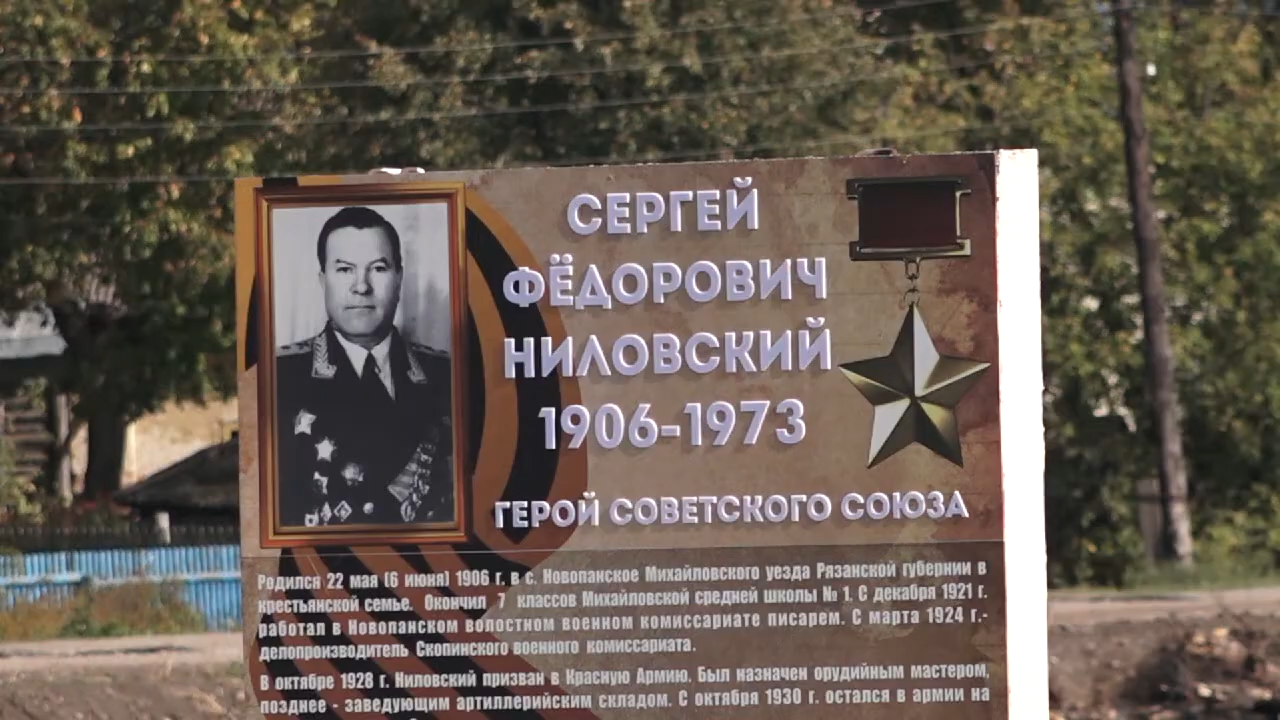 СЕРГЕЙ
ФЁДОРОВИЧ
НИЛОВСКИЙ
1906-1973
ГЕРОЙ СОВЕТСКОГО СОЮЗА
Родился 22 мая (6 июня) 1906 г. в с. Новопанское Михайловского уезда Рязанской губернии в
крестьянской семье. Окончил 7 классов Михайловской средней школы № 1. С декабря 1921 г.
работал в Новопанском волостном военном комиссариате писарем. С марта 1924 г.-
делопроизводитель Скопинского военного комиссариата.
В октябре 1928 г. Ниловский призван в Красную Армию. Был назначен орудийным мастером,
позднее - заведующим артиллерийским складом. С октября 1930 г. остался в армии на